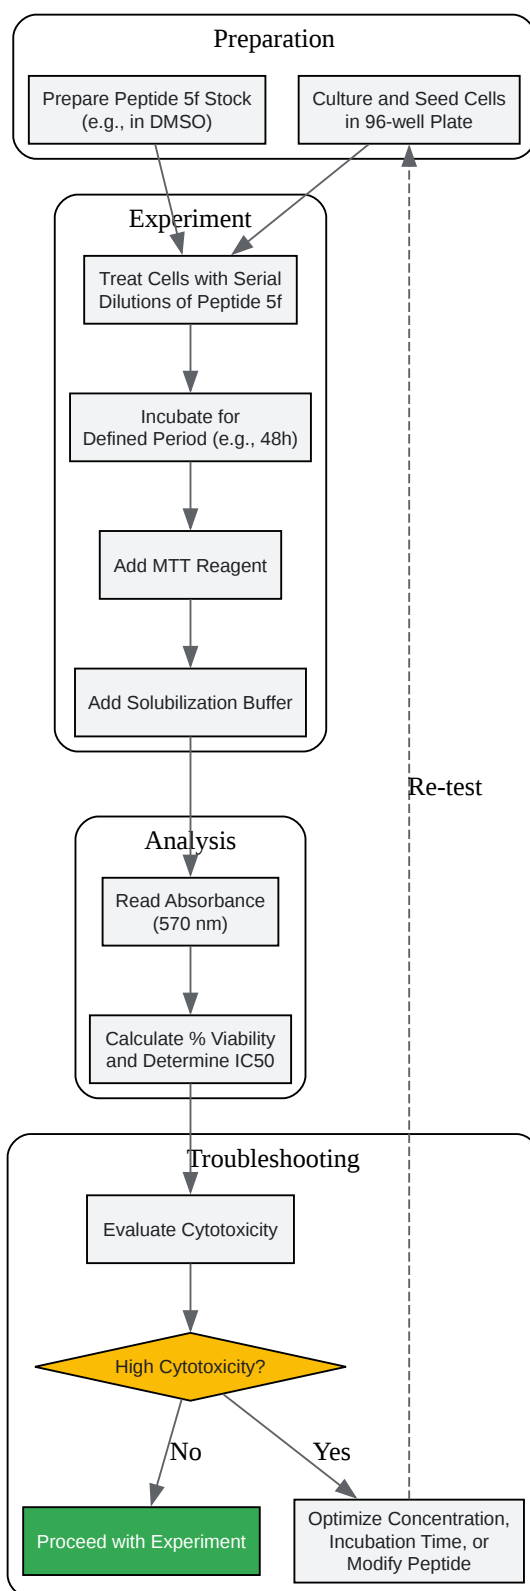 Preparation
Prepare Peptide 5f Stock
(e.g., in DMSO)
Culture and Seed Cells
in 96-well Plate
Experiment
Treat Cells with Serial
Dilutions of Peptide 5f
Incubate for
Defined Period (e.g., 48h)
Add MTT Reagent
Add Solubilization Buffer
Re-test
Analysis
Read Absorbance
(570 nm)
Calculate % Viability
and Determine IC50
Troubleshooting
Evaluate Cytotoxicity
High Cytotoxicity?
No
Yes
Proceed with Experiment
Optimize Concentration,
Incubation Time, or
Modify Peptide